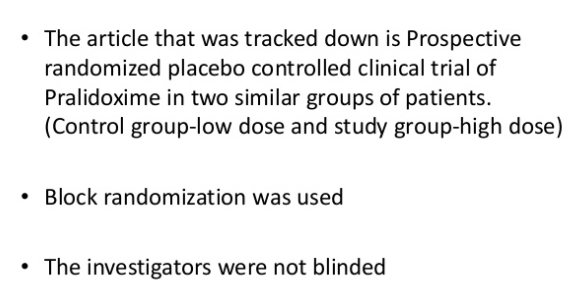 • The article that was tracked down is Prospective
randomized placebo controlled clinical trial of
Pralidoxime in two similar groups of patients.
(Control group-low dose and study group-high dose)
• Block randomization was used
• The investigators were not blinded